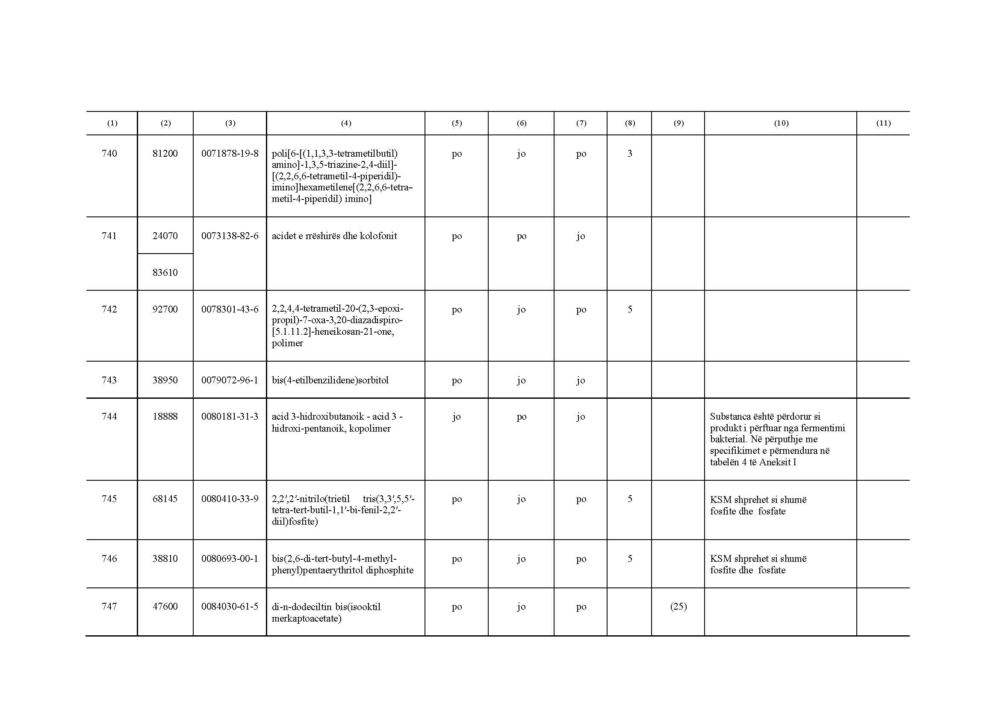 (1) (2) (3) (4) (5) (6) (7) (8) (9) (10) (11)
740 81200 0071878-19-8 poli[6-[(1,1,3,3-tetrametilbutil) po jo po 3
amino]-1,3,5-triazine-2,4-diil]-
[(2,2,6,6-tetrametil-4-piperidil)-
imino]hexametilene[(2,2,6,6-tetra–
metil-4-piperidil) imino]
741 24070 0073138-82-6 acidet e rrëshirës dhe kolofonit po po jo
83610
742 92700 0078301-43-6 2,2,4,4-tetrametil-20-(2,3-epoxi- po jo po 5
propil)-7-oxa-3,20-diazadispiro-
[5.1.11.2]-heneikosan-21-one,
polimer
743 38950 0079072-96-1 bis(4-etilbenzilidene)sorbitol po jo jo
744 18888 0080181-31-3 acid 3-hidroxibutanoik - acid 3 - jo po jo Substanca është përdorur si
hidroxi-pentanoik, kopolimer produkt i përftuar nga fermentimi
bakterial. Në përputhje me
specifikimet e përmendura në
tabelën 4 të Aneksit I
745 68145 0080410-33-9 2,2′,2′-nitrilo(trietil tris(3,3′,5,5′- po jo po 5 KSM shprehet si shumë
tetra-tert-butil-1,1′-bi-fenil-2,2′- fosfite dhe fosfate
diil)fosfite)
746 38810 0080693-00-1 bis(2,6-di-tert-butyl-4-methyl- po jo po 5 KSM shprehet si shumë
phenyl)pentaerythritol diphosphite fosfite dhe fosfate
747 47600 0084030-61-5 di-n-dodeciltin bis(isooktil po jo po (25)
merkaptoacetate)